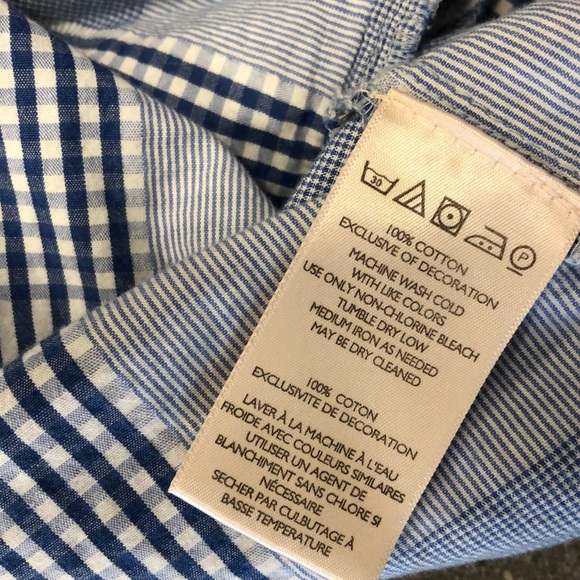 30 P
100% COTTON
EXCLUSIVE OF DECORATION
MACHINE WASH COLD
WITH LIKE COLORS
USE ONLY NON-CHLORINE BLEACH
TUMBLE DRY LOW
MEDIUM IRON AS NEEDED
MAY BE DRY CLEANED
100% COTON
EXCLUSIVITE DE DECORATION
LAVER À LA MACHINE À L'EAU
FROIDE AVEC COULEURS SIMILAIRES
UTILISER UN AGENT DE
BLANCHIMENT SANS CHLORE SI
NÉCESSAIRE
SECHER PAR CULBUTAGE À
BASSE TEMPÉRATURE